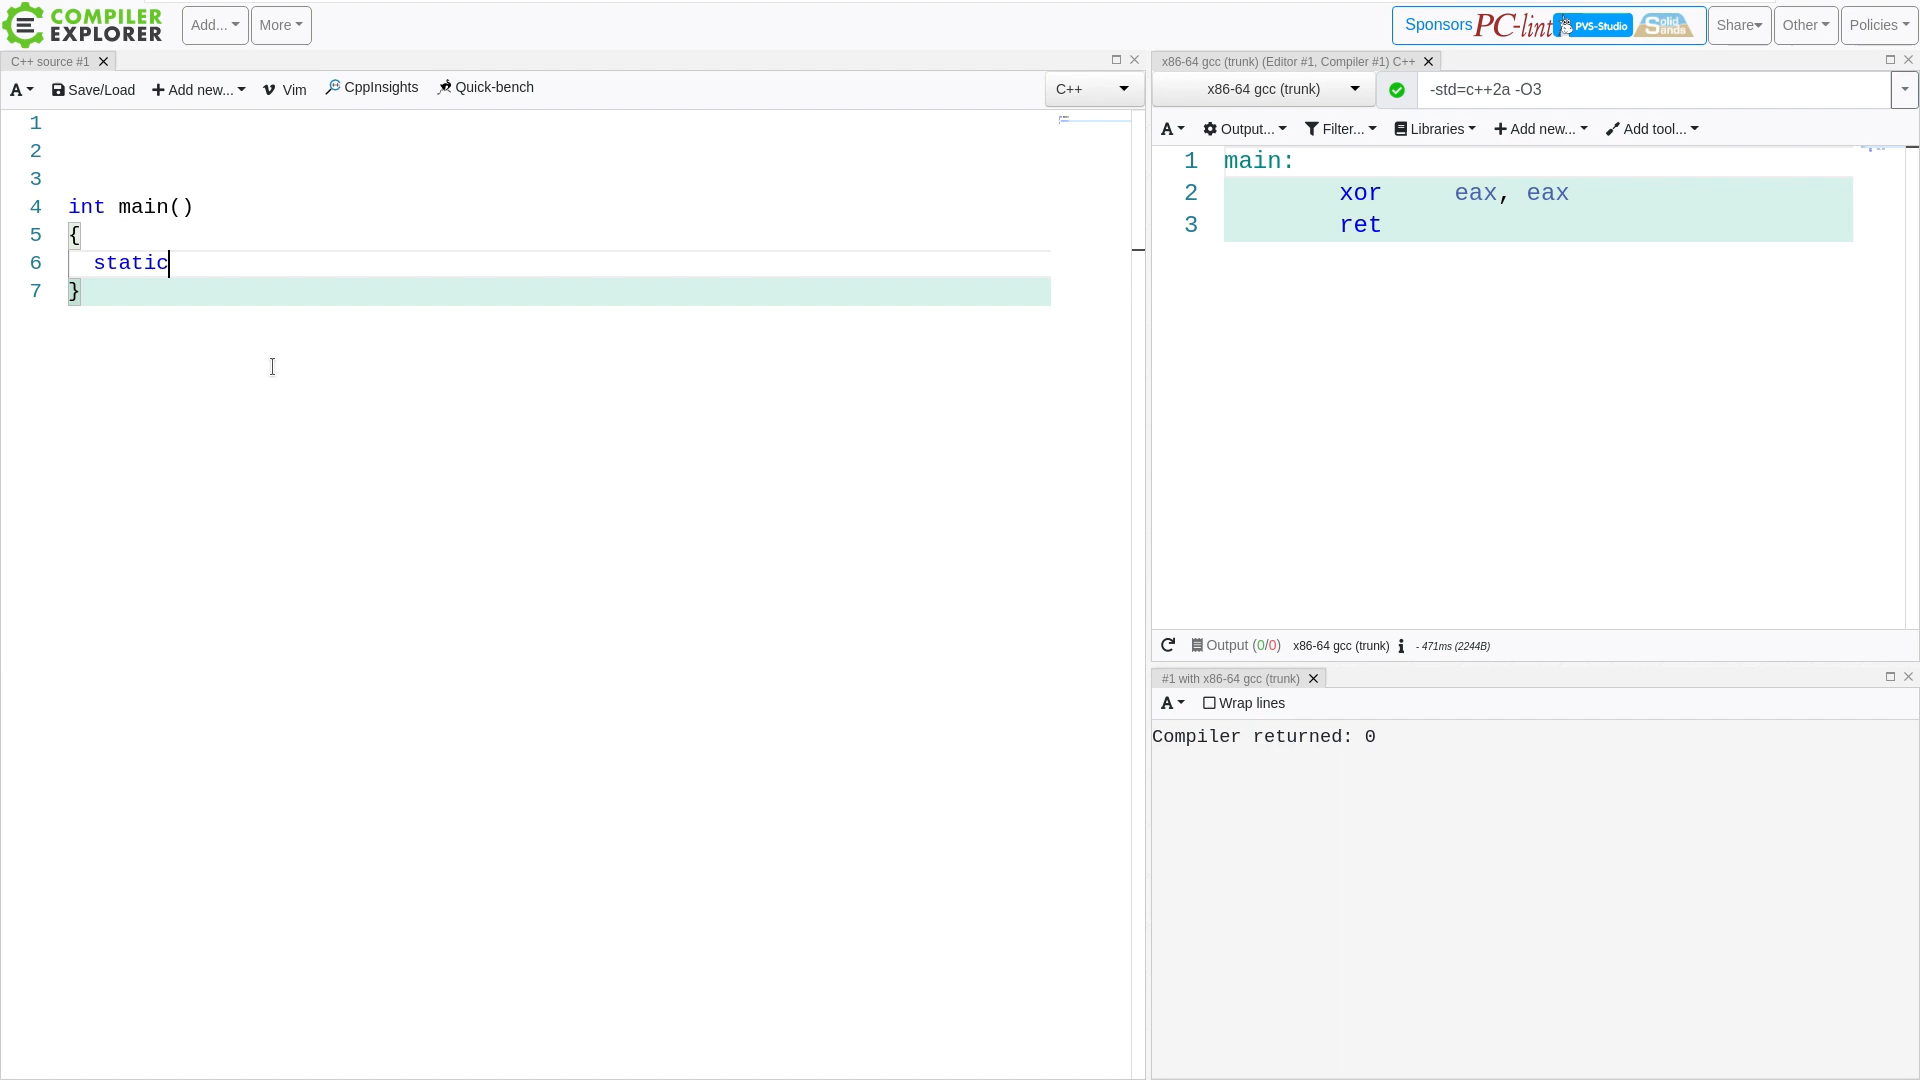 COMPILER
EXPLORER
Add...
More
Sponsors PC-lint PVS-Studio Solid Sands
Share
Other
Policies
C++ source #1
A
Save/Load
Add new...
Vim
CppInsights
Quick-bench
C++
1
2
3
4 int main()
5 {
6 static
7 }
x86-64 gcc (trunk) (Editor #1, Compiler #1) C++
x86-64 gcc (trunk)
-std=c++2a -O3
A
Output...
Filter...
Libraries
Add new...
Add tool...
1 main:
2 xor eax, eax
3 ret
Output (0/0) x86-64 gcc (trunk) i - 471ms (2244B)
#1 with x86-64 gcc (trunk)
A
Wrap lines
Compiler returned: 0